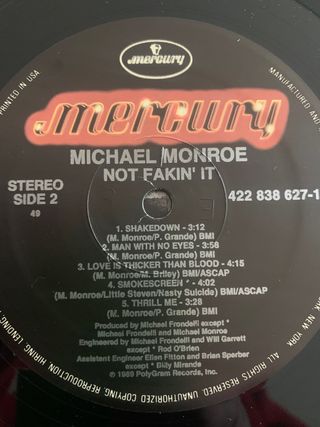 mercury
PRINTED IN USA
MANUFACTURED AND
mercury
MICHAEL MONROE
NOT FAKIN' IT
STEREO
SIDE 2
49
422 838 627-1
1. SHAKEDOWN - 3:12
(M. Monroe/P. Grande) BMI
2. MAN WITH NO EYES - 3:58
(M. Monroe/P. Grande) BMI
3. LOVE IS THICKER THAN BLOOD - 4:15
(M. Monroe/M. Briley) BMI/ASCAP
4. SMOKESCREEN * - 4:02
(M. Monroe/Little Steven/Nasty Suicide) BMI/ASCAP
5. THRILL ME - 3:28
(M. Monroe/P. Grande) BMI
Produced by Michael Frondelli except *
Michael Frondelli and Michael Monroe
Engineered by Michael Frondelli and Will Garrett
except * Rod O'Brien
Assistant Engineer Ellen Fitton and Brian Sperber
except * Billy Miranda
© 1989 PolyGram Records, Inc.
NEW YORK,
ALL RIGHTS RESERVED. UNAUTHORIZED COPYING, REPRODUCTION HIRING, LENDING,